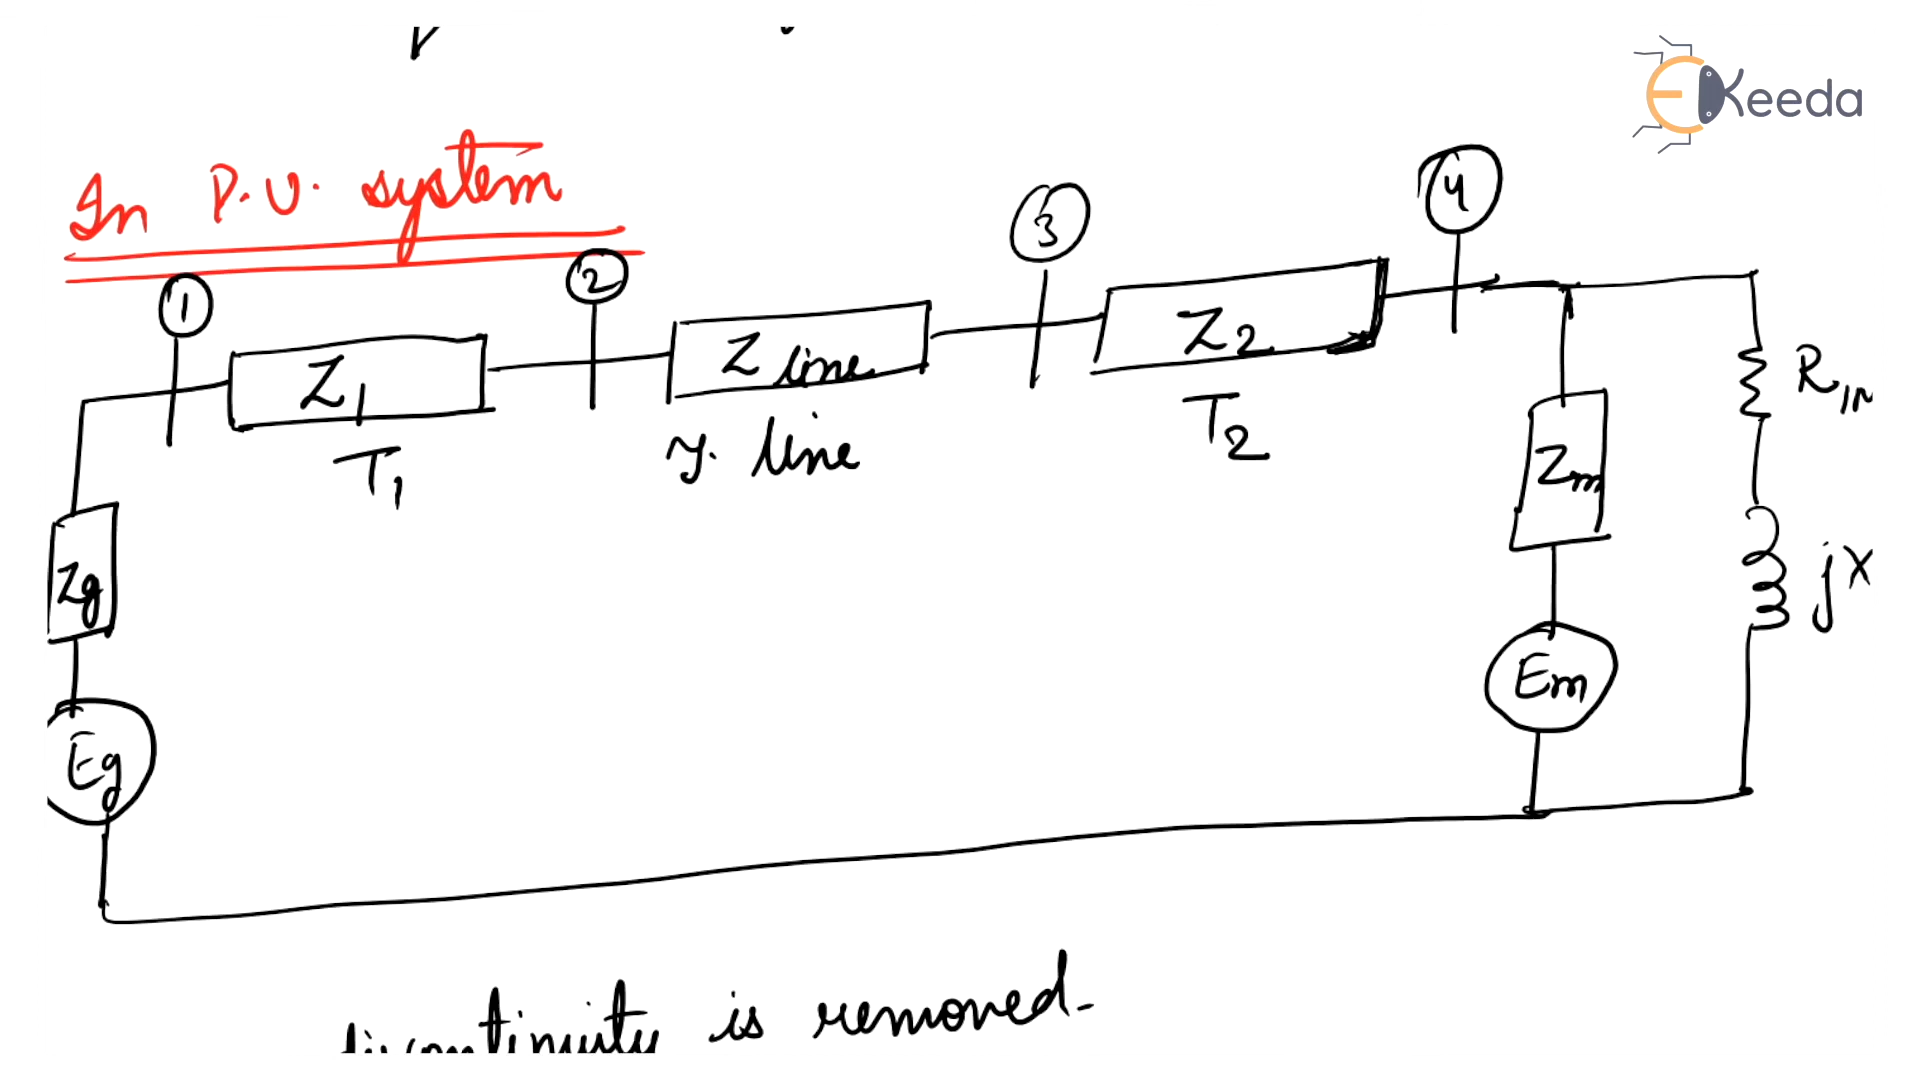 Keeda
In P.U. system
1
2
3
4
Z1
Z line
Z2
T1
T. line
T2
Zg
Eg
Zm
Em
R
jX
discontinuity is removed.